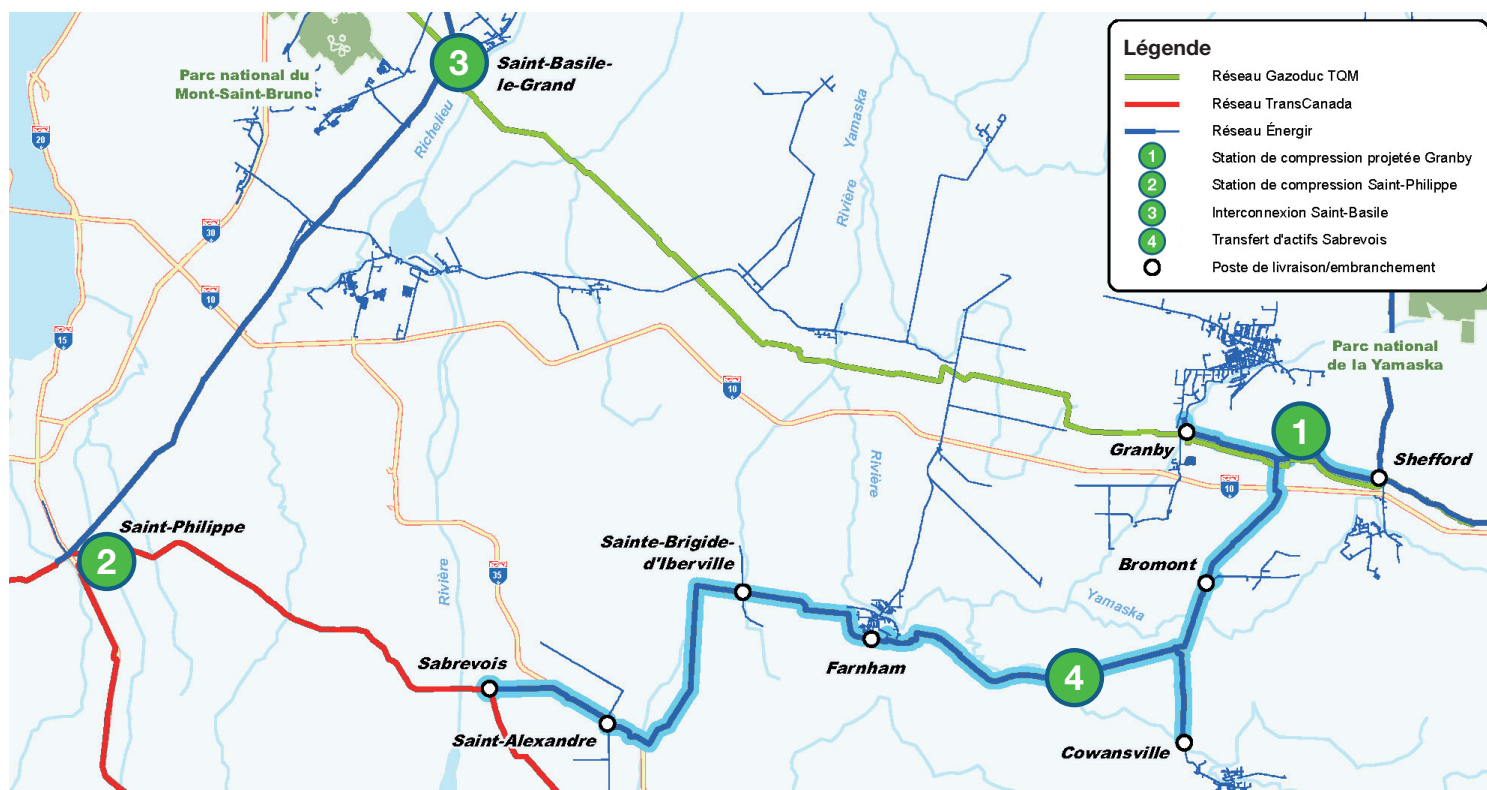 Légende
Réseau Gazoduc TQM
Réseau TransCanada
Réseau Énergir
1 Station de compression projetée Granby
2 Station de compression Saint-Philippe
3 Interconnexion Saint-Basile
4 Transfert d'actifs Sabrevois
Poste de livraison/embranchement
Parc national du
Mont-Saint-Bruno
3
Saint-Basile-
le-Grand
Richelieu
Yamaska
Rivière
20
30
10
15
10
Parc national
de la Yamaska
Granby
1
Shefford
10
Rivière
Saint-Philippe
2
Sainte-Brigide-
d'Iberville
35
Rivière
Bromont
Yamaska
Farnham
4
Sabrevois
Saint-Alexandre
Cowansville